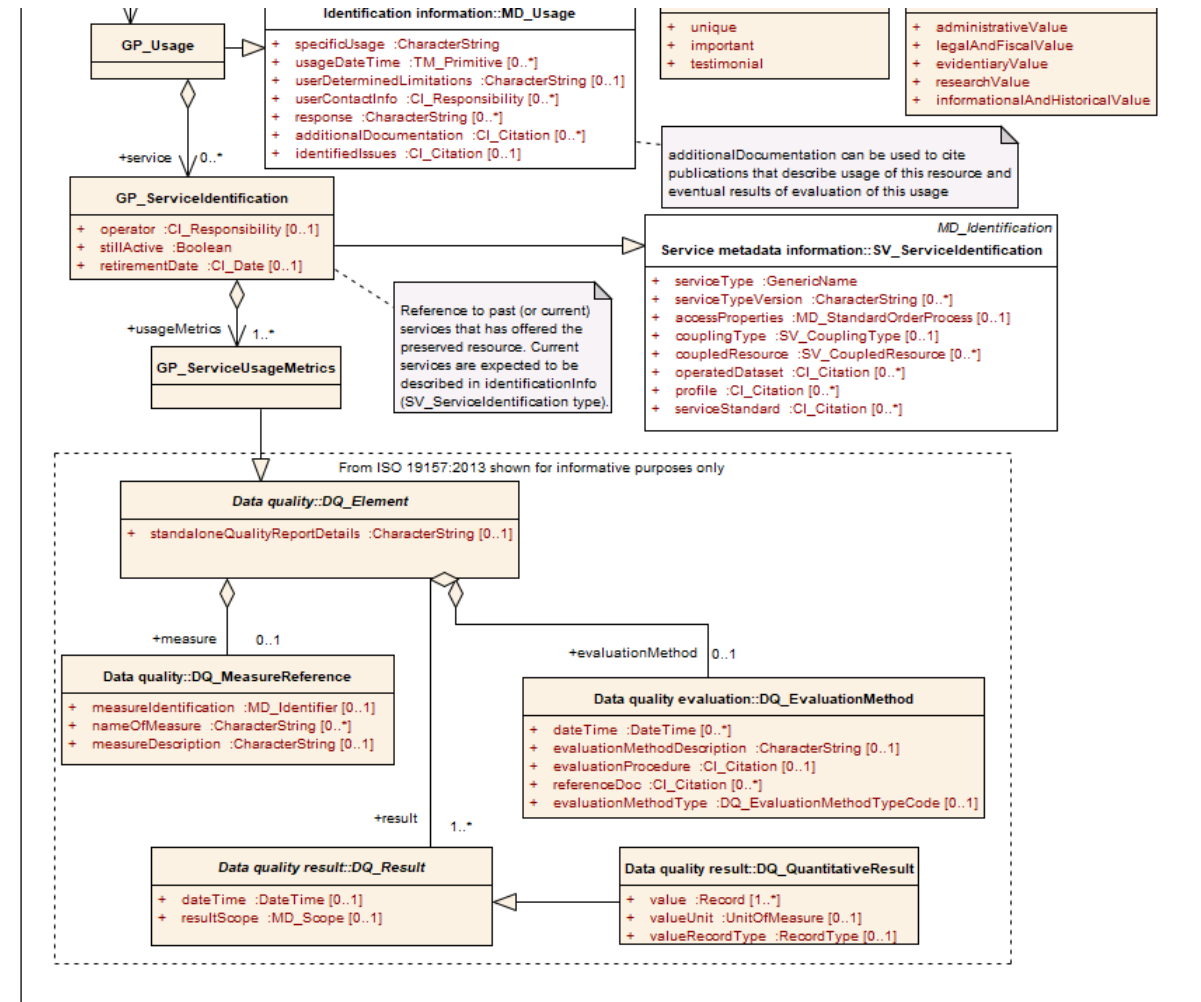 GP_Usage
Identification information::MD_Usage
+ specificUsage :CharacterString
+ usageDateTime :TM_Primitive [0..*]
+ userDeterminedLimitations :CharacterString [0..1]
+ userContactInfo :CI_Responsibility [0..*]
+ response :CharacterString [0..*]
+ additionalDocumentation :CI_Citation [0..*]
+ identifiedIssues :CI_Citation [0..1]
+ unique
+ important
+ testimonial
+ administrativeValue
+ legalAndFiscalValue
+ evidentiaryValue
+ researchValue
+ informationalAndHistoricalValue
additionalDocumentation can be used to cite
publications that describe usage of this resource and
eventual results of evaluation of this usage
+service 0..*
GP_ServiceIdentification
+ operator :CI_Responsibility [0..1]
+ stillActive :Boolean
+ retirementDate :CI_Date [0..1]
MD_Identification
Service metadata information::SV_ServiceIdentification
+ serviceType :GenericName
+ serviceTypeVersion :CharacterString [0..*]
+ accessProperties :MD_StandardOrderProcess [0..1]
+ couplingType :SV_CouplingType [0..1]
+ coupledResource :SV_CoupledResource [0..*]
+ operatedDataset :CI_Citation [0..*]
+ profile :CI_Citation [0..*]
+ serviceStandard :CI_Citation [0..*]
Reference to past (or current)
services that has offered the
preserved resource. Current
services are expected to be
described in identificationInfo
(SV_ServiceIdentification type).
+usageMetrics 1..*
GP_ServiceUsageMetrics
From ISO 19157:2013 shown for informative purposes only
Data quality::DQ_Element
+ standaloneQualityReportDetails :CharacterString [0..1]
+measure 0..1
+evaluationMethod 0..1
Data quality::DQ_MeasureReference
+ measureIdentification :MD_Identifier [0..1]
+ nameOfMeasure :CharacterString [0..*]
+ measureDescription :CharacterString [0..1]
Data quality evaluation::DQ_EvaluationMethod
+ dateTime :DateTime [0..*]
+ evaluationMethodDescription :CharacterString [0..1]
+ evaluationProcedure :CI_Citation [0..1]
+ referenceDoc :CI_Citation [0..*]
+ evaluationMethodType :DQ_EvaluationMethodTypeCode [0..1]
+result 1..*
Data quality result::DQ_Result
+ dateTime :DateTime [0..1]
+ resultScope :MD_Scope [0..1]
Data quality result::DQ_QuantitativeResult
+ value :Record [1..*]
+ valueUnit :UnitOfMeasure [0..1]
+ valueRecordType :RecordType [0..1]